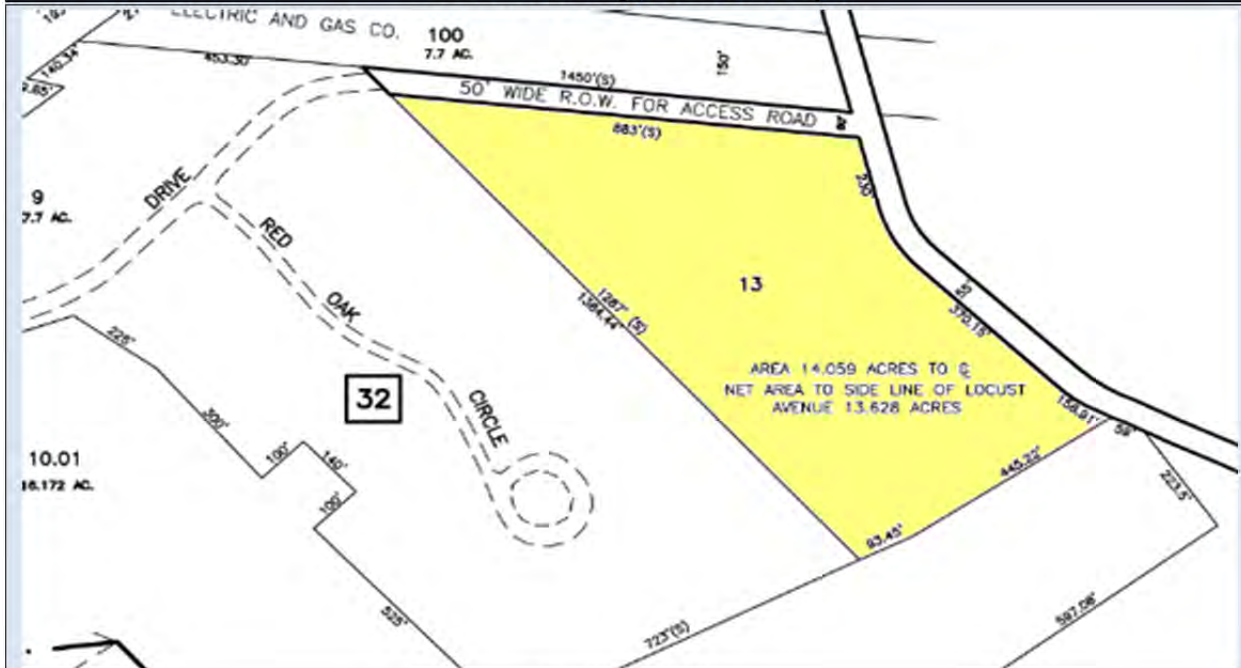 ELECTRIC AND GAS CO.
100
7.7 AC.
150'
140.34'
453.30'
1450'(S)
50' WIDE R.O.W. FOR ACCESS ROAD
883'(S)
230'
DRIVE
9
7.7 AC.
RED
OAK
CIRCLE
13
50'
370.15'
1287' (S)
1384.44'
AREA 14.059 ACRES TO ℄
NET AREA TO SIDE LINE OF LOCUST
AVENUE 13.628 ACRES
225'
32
300'
100'
140'
100'
158.91'
59'
445.22'
223.5'
10.01
16.172 AC.
93.45'
525'
723'(S)
597.08'